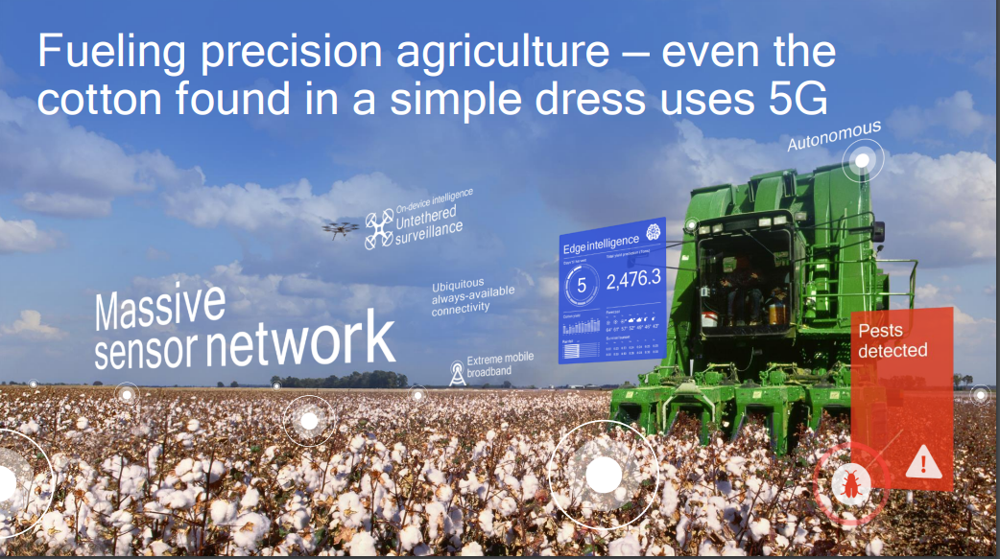 Fueling precision agriculture – even the
cotton found in a simple dress uses 5G
Autonomous
On-device intelligence
Untethered
surveillance
Edge intelligence
5
2,476.3
Massive
sensor network
Ubiquitous
always-available
connectivity
Extreme mobile
broadband
Pests
detected